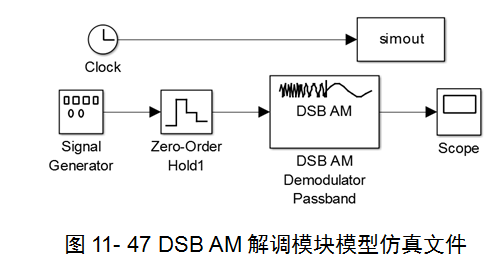 simout
Clock
DSB AM
Signal
Generator
Zero-Order
Hold1
DSB AM
Demodulator
Passband
Scope
图 11- 47 DSB AM 解调模块模型仿真文件